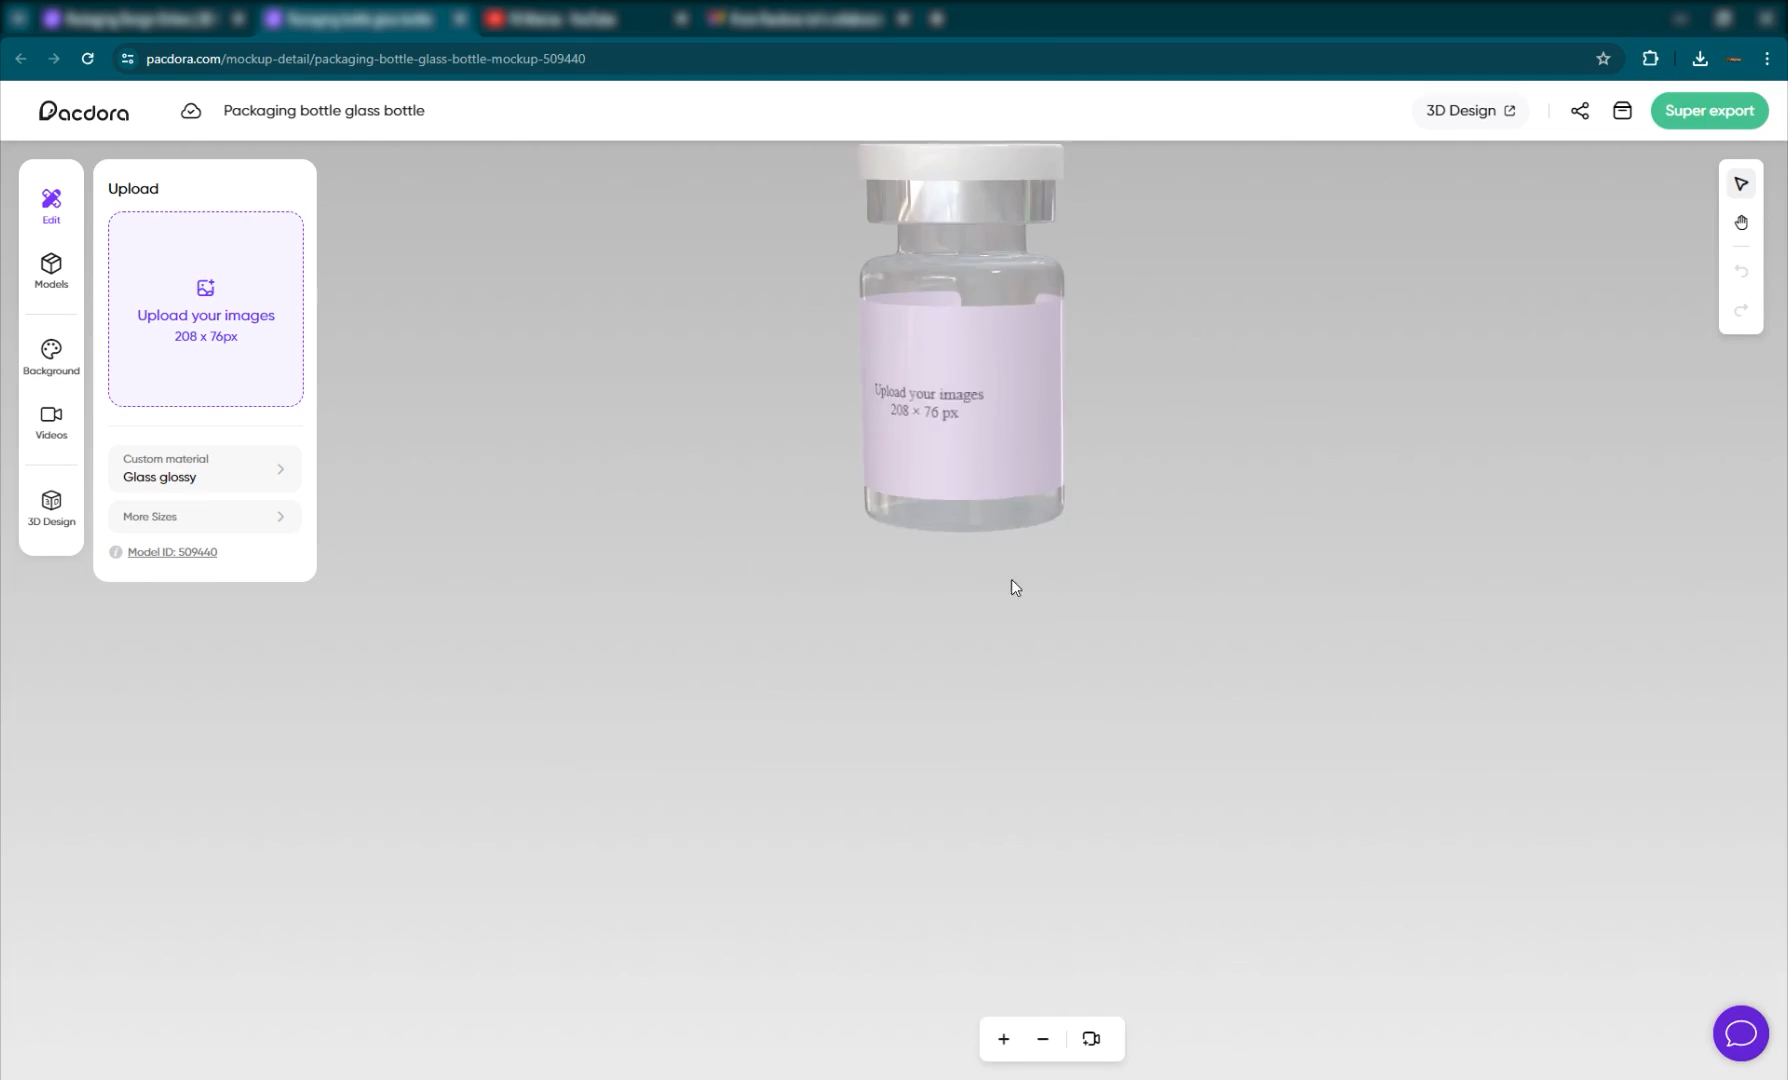 pacdora.com/mockup-detail/packaging-bottle-glass-bottle-mockup-509440
Pacdora
Packaging bottle glass bottle
3D Design
Super export
Edit
Models
Background
Videos
3D Design
Upload
Upload your images
208 x 76px
Custom material
Glass glossy
More Sizes
Model ID: 509440
Upload your images
208 × 76 px